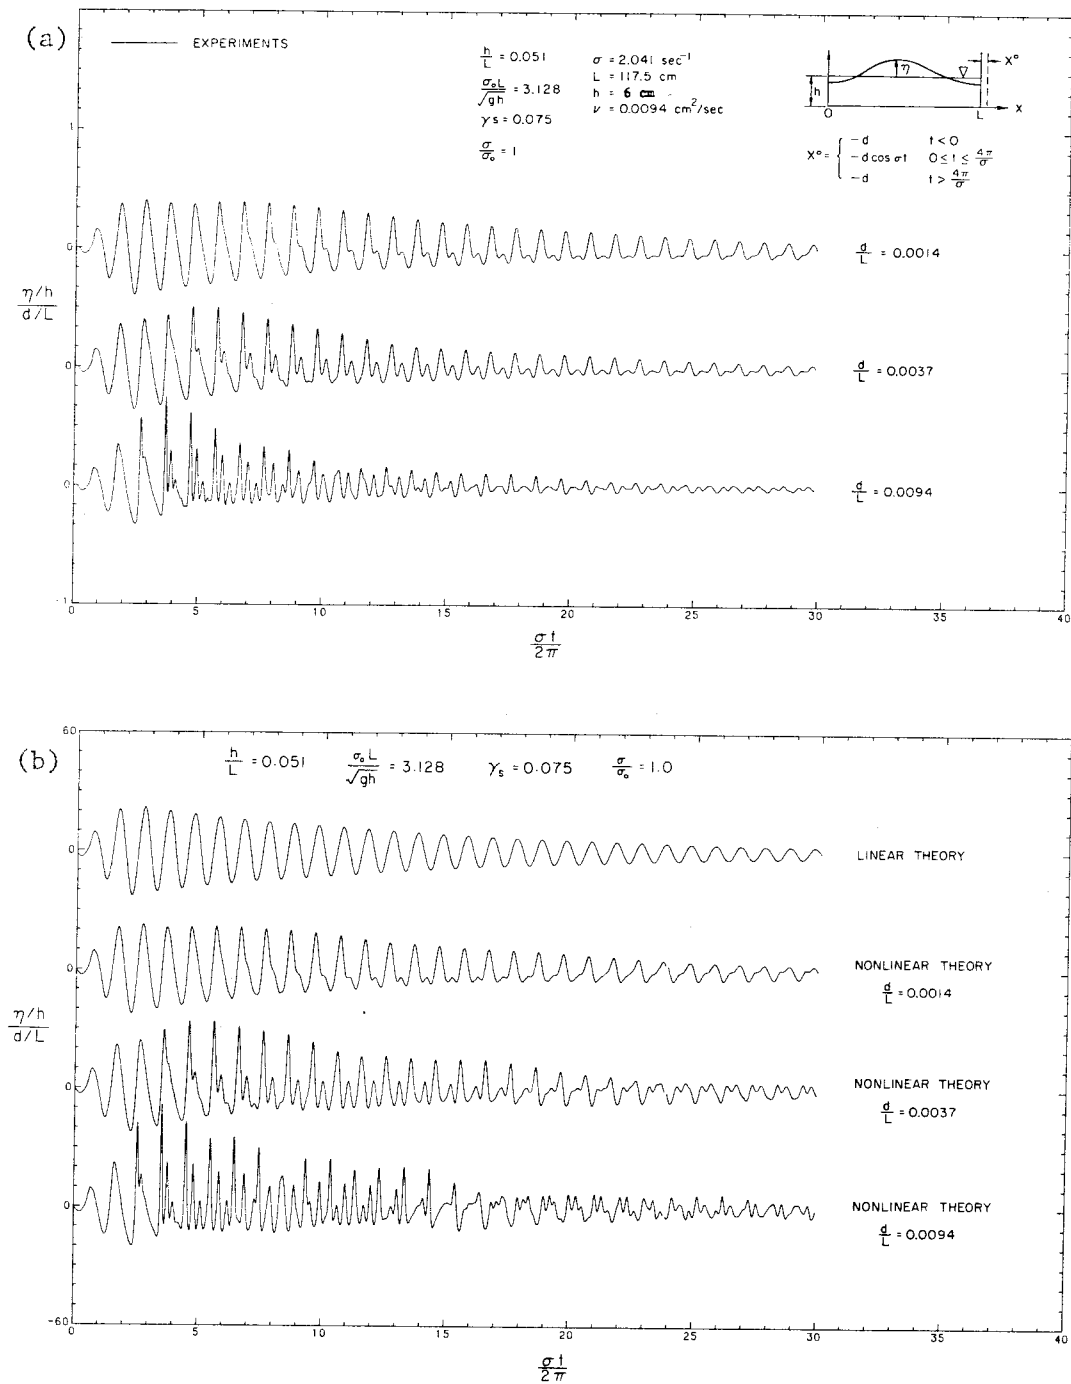 (a)
EXPERIMENTS
h/L = 0.051
σ₀L/√gh = 3.128
γs = 0.075
σ/σ₀ = 1
σ = 2.041 sec⁻¹
L = 117.5 cm
h = 6 cm
ν = 0.0094 cm²/sec
η
X°
h
O
L
X
X° = { -d t < 0
-d cos σt 0 ≤ t ≤ 4π/σ
-d t > 4π/σ
1
0
0
0
-1
η/h
d/L
d/L = 0.0014
d/L = 0.0037
d/L = 0.0094
0 5 10 15 20 25 30 35 40
σt/2π
(b)
60
h/L = 0.051 σ₀L/√gh = 3.128 γs = 0.075 σ/σ₀ = 1.0
0
LINEAR THEORY
0
NONLINEAR THEORY
d/L = 0.0014
η/h
d/L
0
NONLINEAR THEORY
d/L = 0.0037
0
NONLINEAR THEORY
d/L = 0.0094
-60
0 5 10 15 20 25 30 35 40
σt/2π